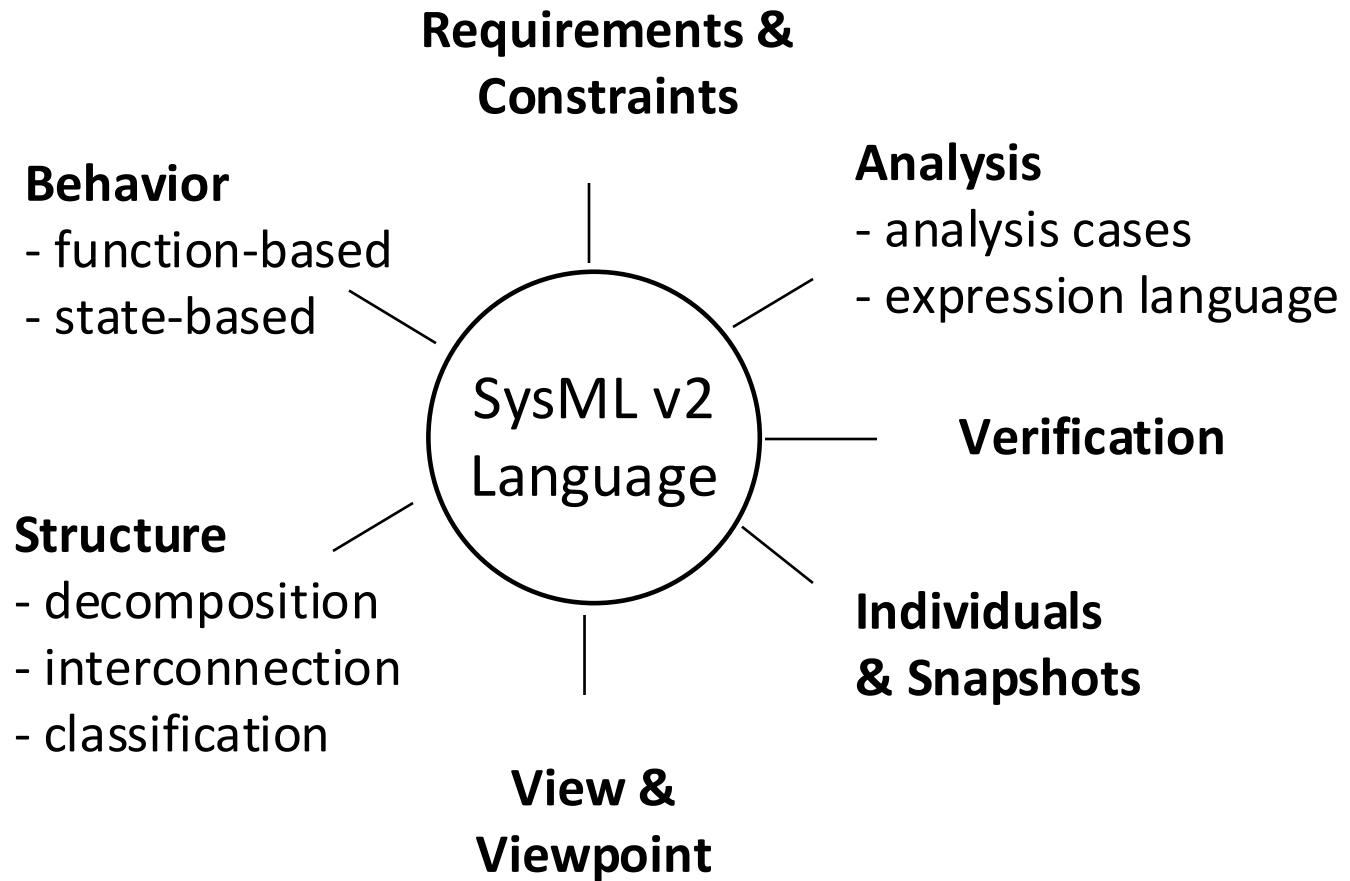 Requirements &
Constraints
Behavior
- function-based
- state-based
Analysis
- analysis cases
- expression language
SysML v2
Language
Verification
Structure
- decomposition
- interconnection
- classification
Individuals
& Snapshots
View &
Viewpoint